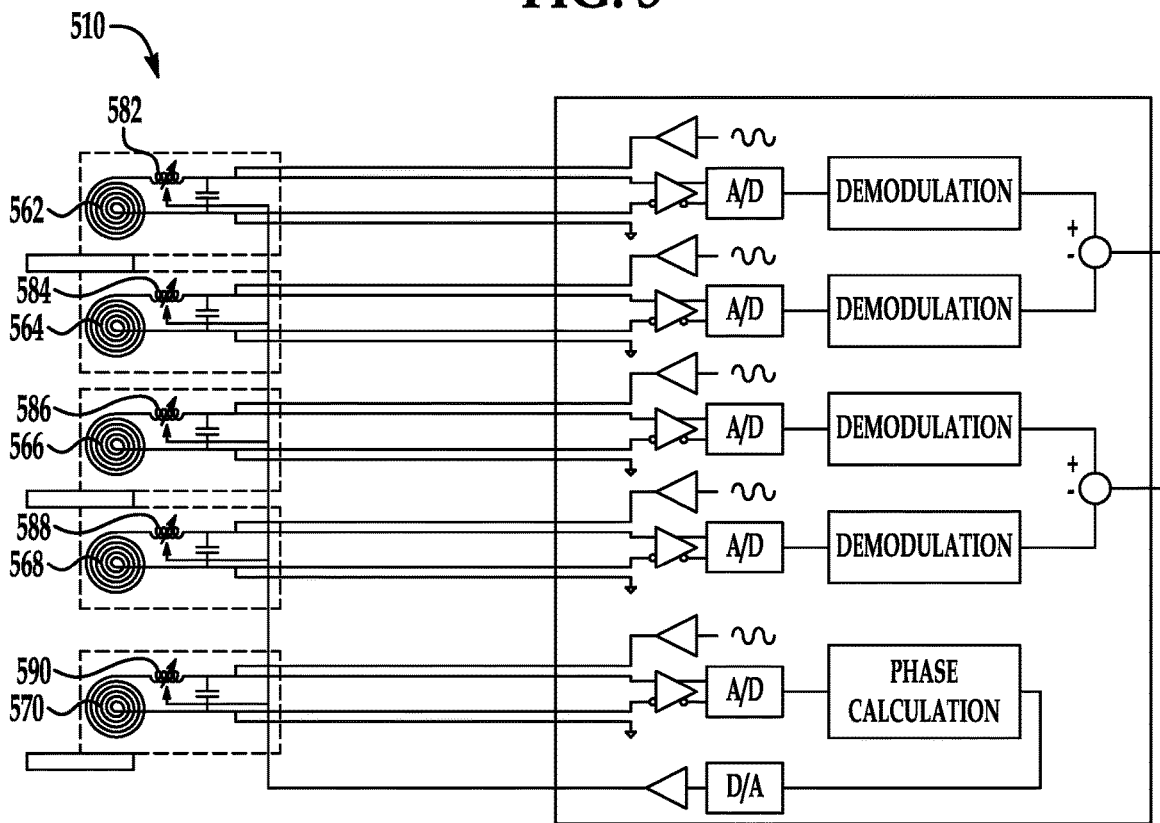 510
582
562
A/D
DEMODULATION
+
-
584
564
A/D
DEMODULATION
586
566
A/D
DEMODULATION
+
-
588
568
A/D
DEMODULATION
590
570
A/D
PHASE
CALCULATION
D/A